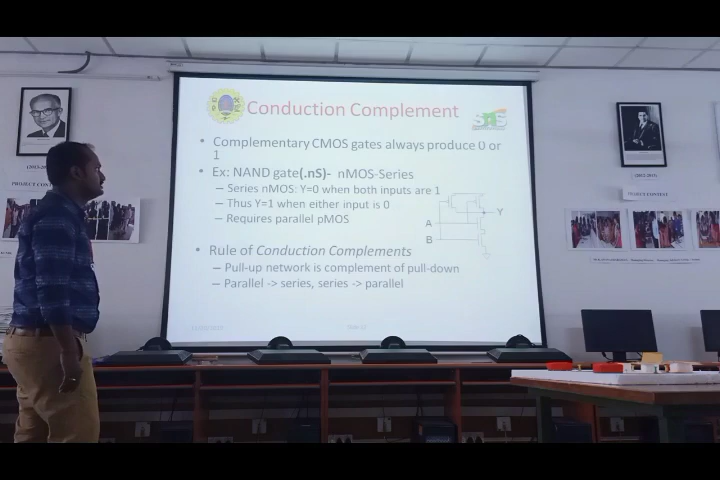 Conduction Complement
• Complementary CMOS gates always produce 0 or
1
• Ex: NAND gate(.nS)- nMOS-Series
– Series nMOS: Y=0 when both inputs are 1
– Thus Y=1 when either input is 0
– Requires parallel pMOS
Y
A
B
• Rule of Conduction Complements
– Pull-up network is complement of pull-down
– Parallel -> series, series -> parallel
PROJECT CONTEST